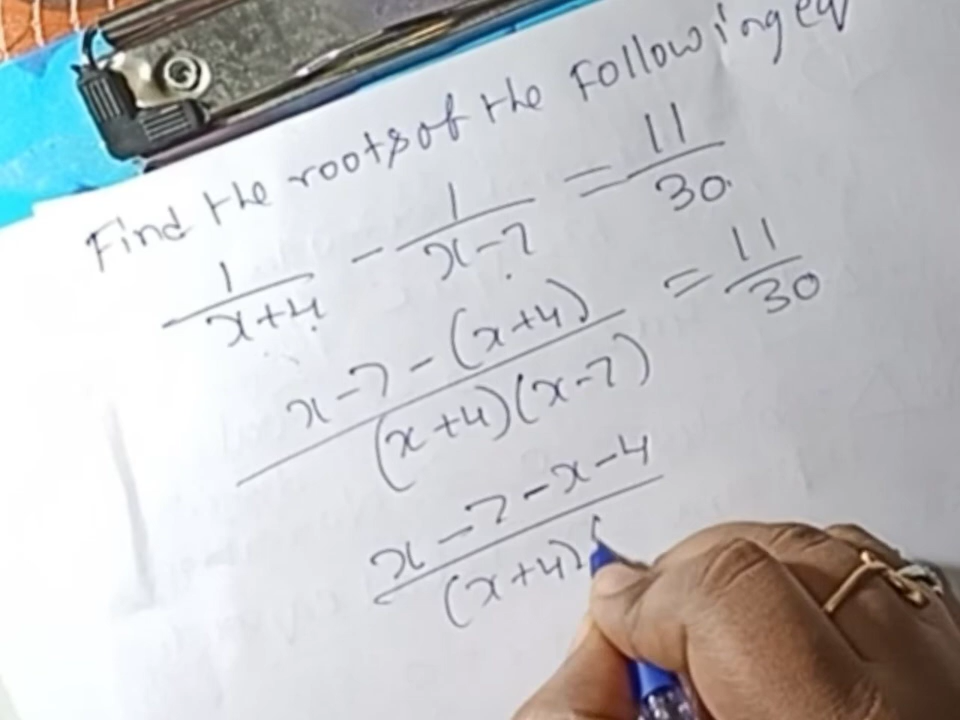 Find the roots of the Following eq
1/(x+4) - 1/(x-7) = 11/30
(x-7-(x+4))/((x+4)(x-7)) = 11/30
(x-7-x-4)/((x+4)(